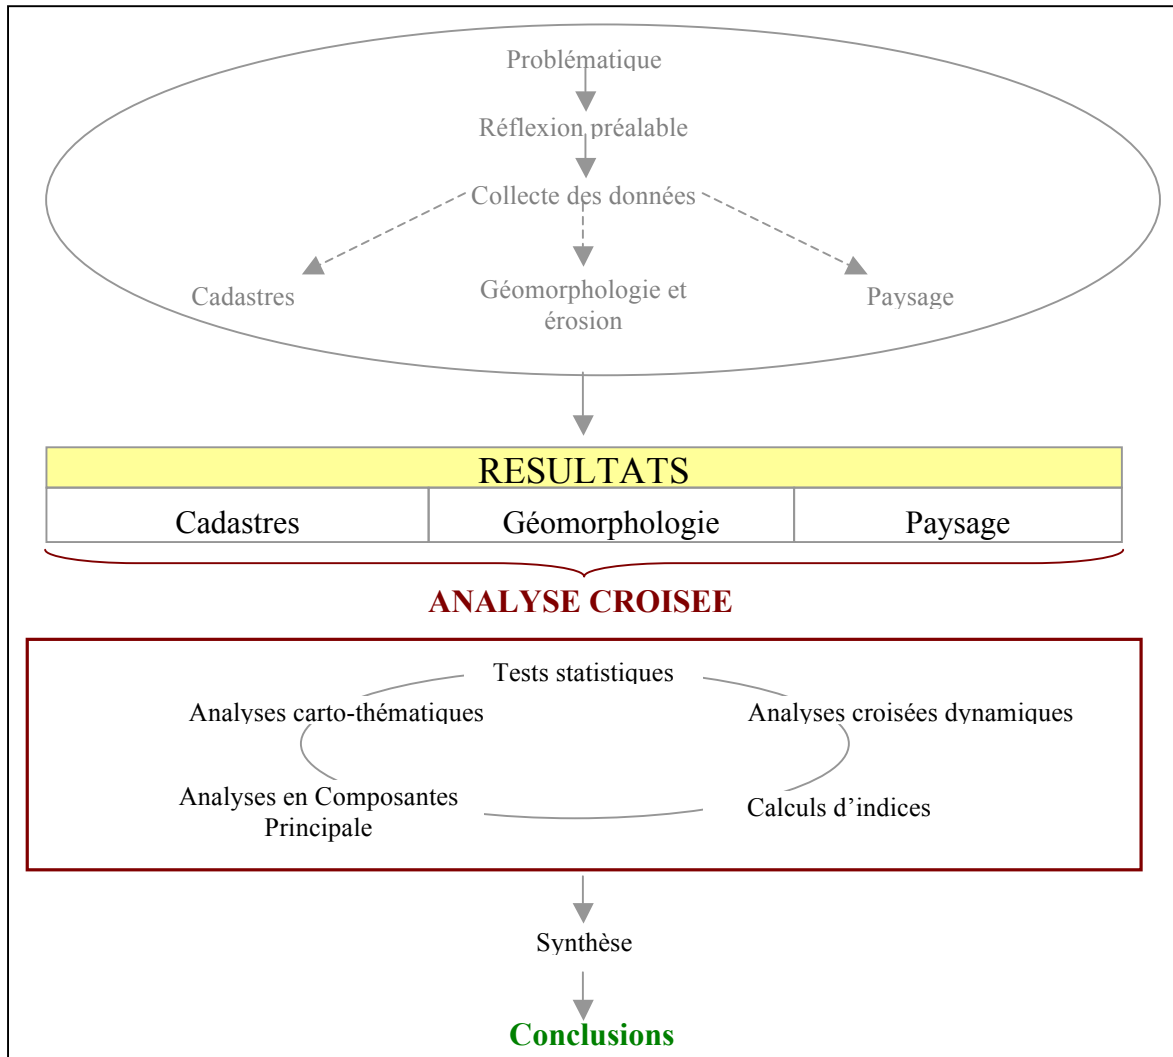 Problématique
Réflexion préalable
Collecte des données
Cadastres
Géomorphologie et
érosion
Paysage
RESULTATS
Cadastres
Géomorphologie
Paysage
ANALYSE CROISEE
Tests statistiques
Analyses carto-thématiques
Analyses croisées dynamiques
Analyses en Composantes
Principale
Calculs d'indices
Synthèse
Conclusions